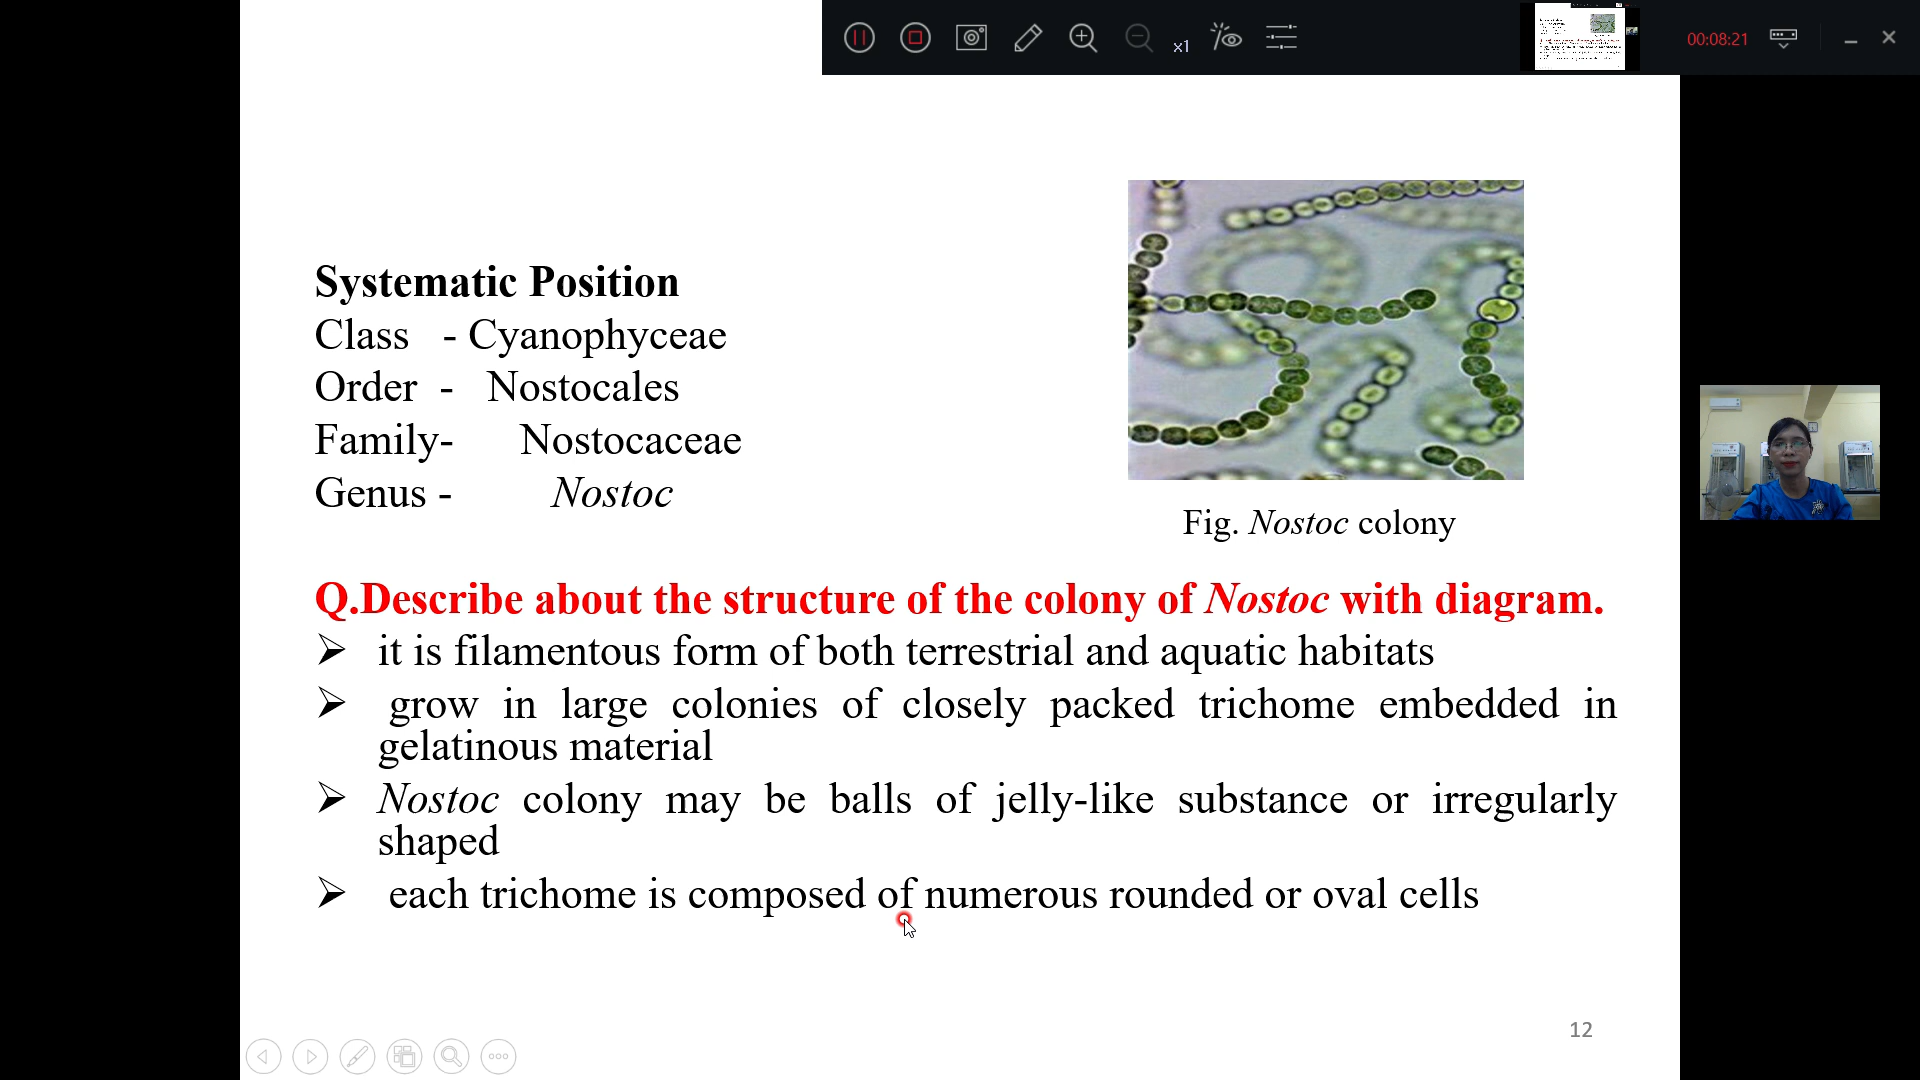 x1
00:08:21
Systematic Position
Class - Cyanophyceae
Order - Nostocales
Family- Nostocaceae
Genus - Nostoc
Fig. Nostoc colony
Q.Describe about the structure of the colony of Nostoc with diagram.
➢ it is filamentous form of both terrestrial and aquatic habitats
➢ grow in large colonies of closely packed trichome embedded in
gelatinous material
➢ Nostoc colony may be balls of jelly-like substance or irregularly
shaped
➢ each trichome is composed of numerous rounded or oval cells
12